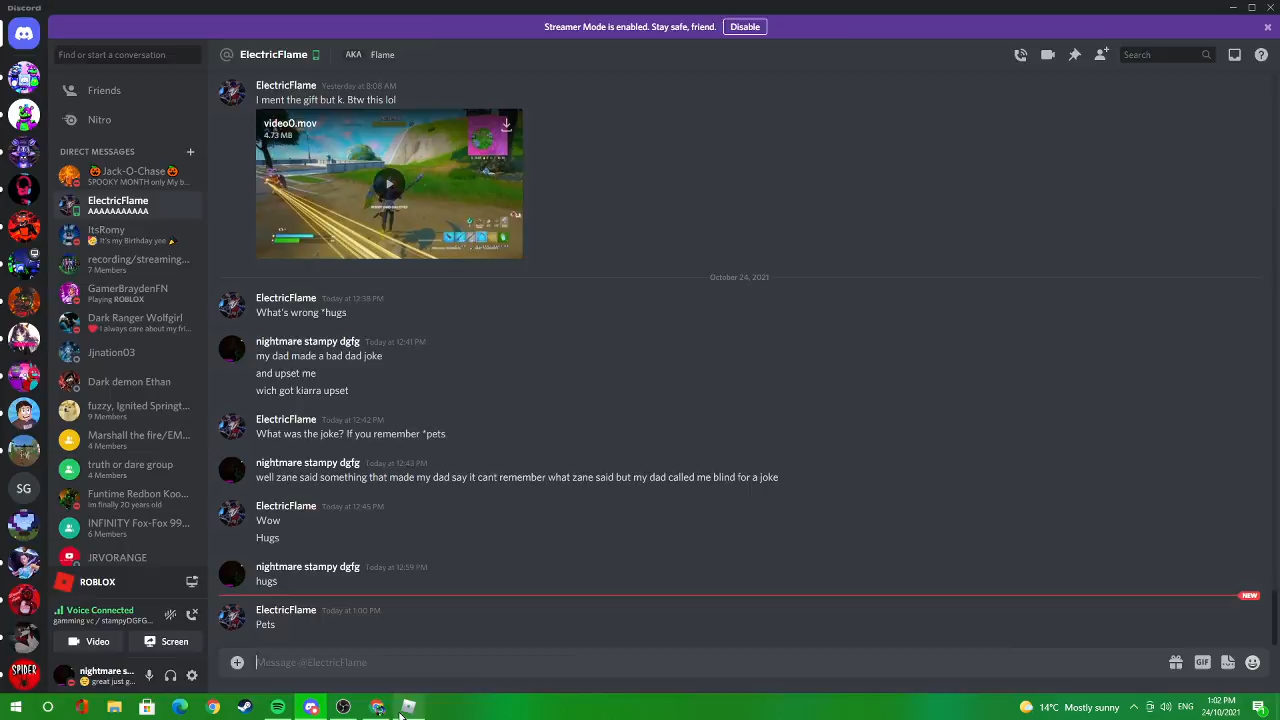 Discord
Streamer Mode is enabled. Stay safe, friend. Disable
Find or start a conversation
ElectricFlame AKA Flame
Search
Friends
Nitro
DIRECT MESSAGES
Jack-O-Chase
SPOOKY MONTH only My b...
ElectricFlame
AAAAAAAAAAA
ItsRomy
It's my Birthday yee
recording/streaming...
7 Members
GamerBraydenFN
Playing ROBLOX
Dark Ranger Wolfgirl
I always care about my fri...
Jjnation03
Dark demon Ethan
fuzzy, Ignited Springt...
9 Members
Marshall the fire/EM...
4 Members
truth or dare group
4 Members
Funtime Redbon Koo...
im finally 20 years old
INFINITY Fox-Fox 99...
6 Members
JRVORANGE
SG
SPIDER
ROBLOX
Voice Connected
gamming vc / stampyDGFG...
Video
Screen
nightmare s...
great just g...
ElectricFlame Yesterday at 8:08 AM
I ment the gift but k. Btw this lol
video0.mov
4.73 MB
October 24, 2021
ElectricFlame Today at 12:38 PM
What's wrong *hugs
nightmare stampy dgfg Today at 12:41 PM
my dad made a bad dad joke
and upset me
wich got kiarra upset
ElectricFlame Today at 12:42 PM
What was the joke? If you remember *pets
nightmare stampy dgfg Today at 12:43 PM
well zane said something that made my dad say it cant remember what zane said but my dad called me blind for a joke
ElectricFlame Today at 12:45 PM
Wow
Hugs
nightmare stampy dgfg Today at 12:59 PM
hugs
NEW
ElectricFlame Today at 1:00 PM
Pets
Message @ElectricFlame
GIF
14°C Mostly sunny
ENG
1:02 PM
24/10/2021